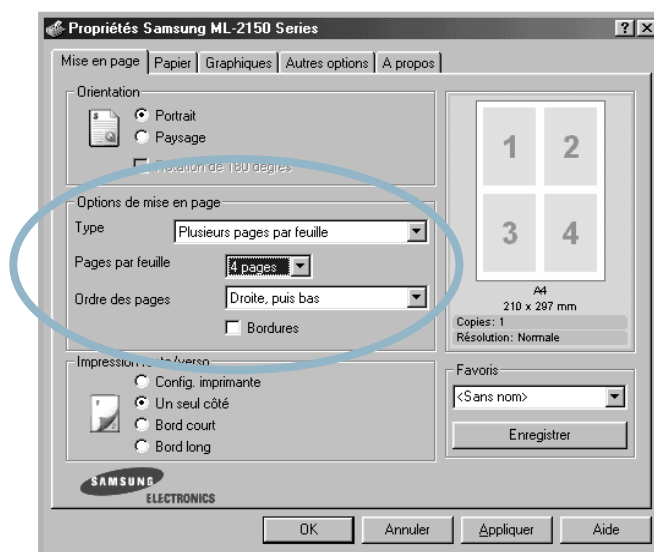 Propriétés Samsung ML-2150 Series
Mise en page Papier Graphiques Autres options A propos
Orientation
Portrait
Paysage
Rotation de 180 degrés
Options de mise en page
Type Plusieurs pages par feuille
Pages par feuille 4 pages
Ordre des pages Droite, puis bas
Bordures
Impression recto/verso
Config. imprimante
Un seul côté
Bord court
Bord long
1 2
3 4
A4
210 x 297 mm
Copies: 1
Résolution: Normale
Favoris
<Sans nom>
Enregistrer
SAMSUNG
ELECTRONICS
OK Annuler Appliquer Aide